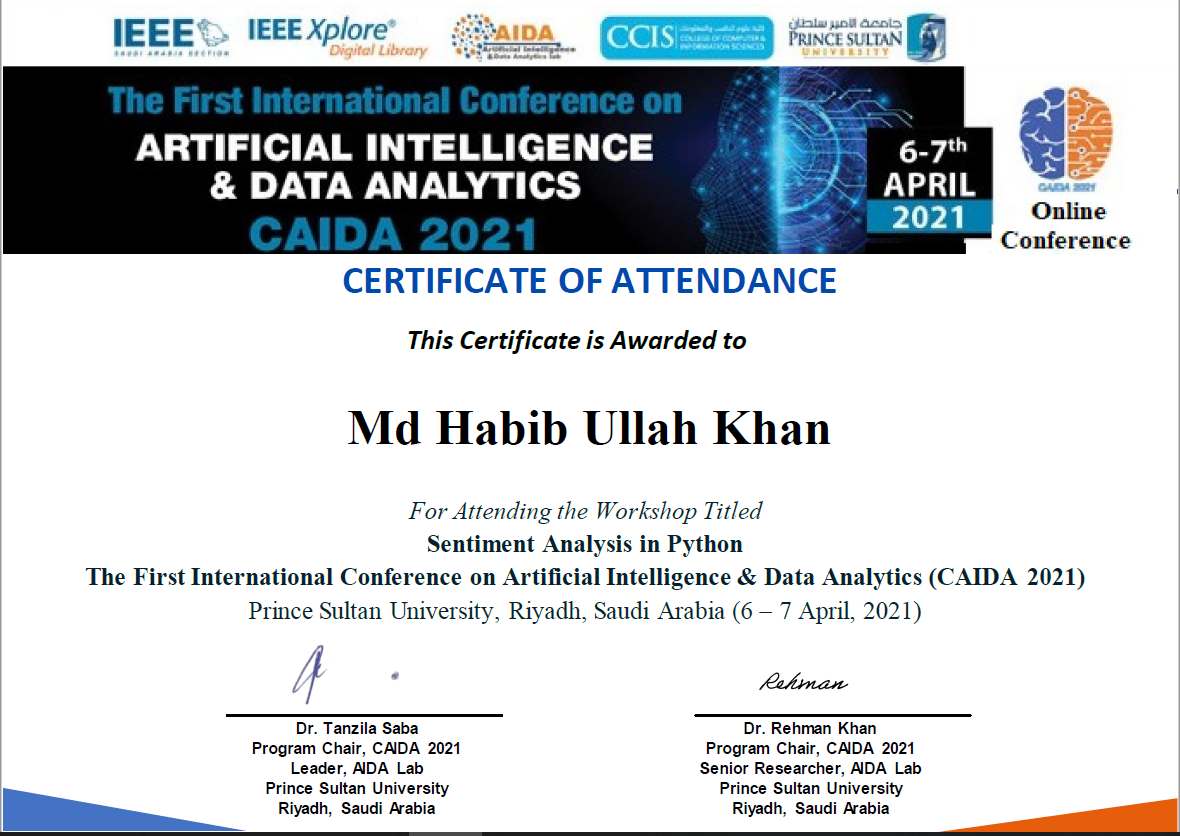 IEEE
SAUDI ARABIA SECTION
IEEE Xplore®
Digital Library
AIDA
Artificial Intelligence
& Data Analytics lab
CCIS
كلية علوم الحاسب والمعلومات
COLLEGE OF COMPUTER &
INFORMATION SCIENCES
جامعة الأمير سلطان
PRINCE SULTAN
UNIVERSITY
The First International Conference on
ARTIFICIAL INTELLIGENCE
& DATA ANALYTICS
CAIDA 2021
6-7th
APRIL
2021
CAIDA 2021
Online
Conference
CERTIFICATE OF ATTENDANCE
This Certificate is Awarded to
Md Habib Ullah Khan
For Attending the Workshop Titled
Sentiment Analysis in Python
The First International Conference on Artificial Intelligence & Data Analytics (CAIDA 2021)
Prince Sultan University, Riyadh, Saudi Arabia (6 – 7 April, 2021)
Rehman
Dr. Tanzila Saba
Program Chair, CAIDA 2021
Leader, AIDA Lab
Prince Sultan University
Riyadh, Saudi Arabia
Dr. Rehman Khan
Program Chair, CAIDA 2021
Senior Researcher, AIDA Lab
Prince Sultan University
Riyadh, Saudi Arabia